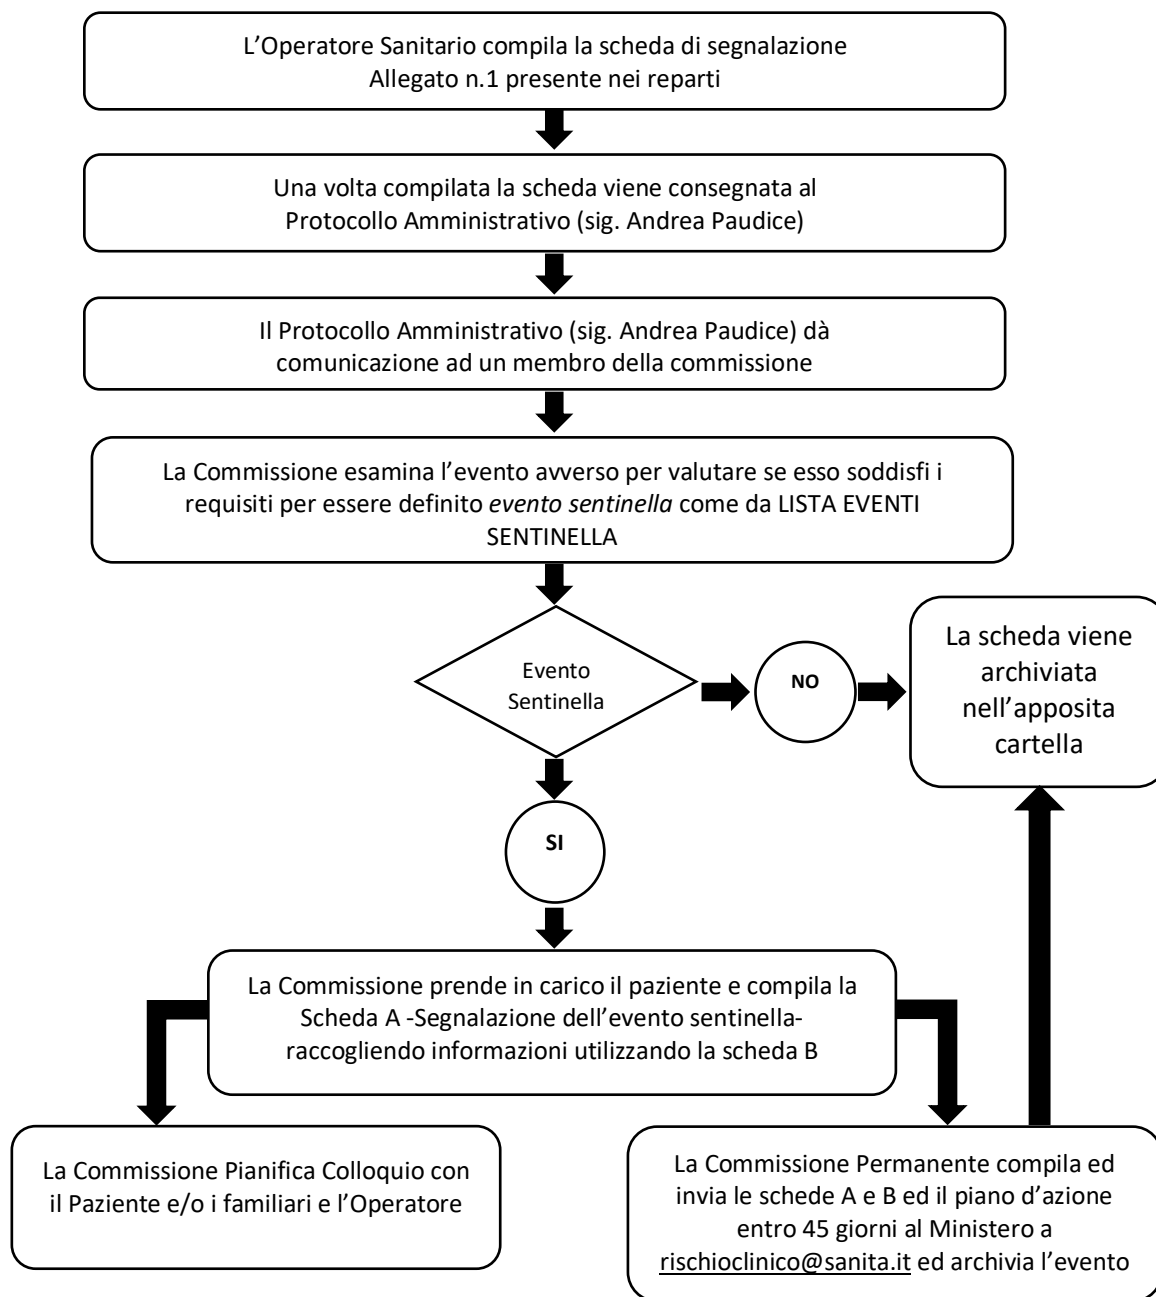 L’Operatore Sanitario compila la scheda di segnalazione
Allegato n.1 presente nei reparti
Una volta compilata la scheda viene consegnata al
Protocollo Amministrativo (sig. Andrea Paudice)
Il Protocollo Amministrativo (sig. Andrea Paudice) dà
comunicazione ad un membro della commissione
La Commissione esamina l’evento avverso per valutare se esso soddisfi i
requisiti per essere definito evento sentinella come da LISTA EVENTI
SENTINELLA
Evento
Sentinella
NO
La scheda viene
archiviata
nell’apposita
cartella
SI
La Commissione prende in carico il paziente e compila la
Scheda A -Segnalazione dell’evento sentinella-
raccogliendo informazioni utilizzando la scheda B
La Commissione Pianifica Colloquio con
il Paziente e/o i familiari e l’Operatore
La Commissione Permanente compila ed
invia le schede A e B ed il piano d’azione
entro 45 giorni al Ministero a
rischioclinico@sanita.it ed archivia l’evento